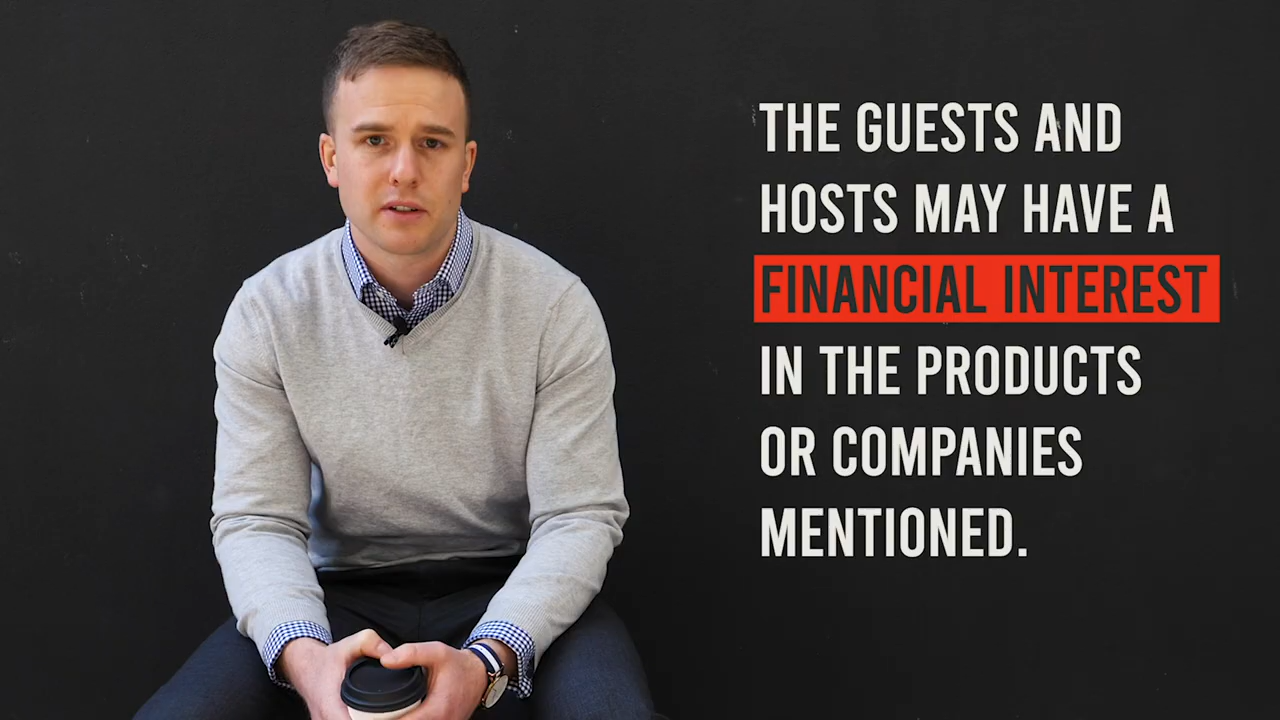 THE GUESTS AND
HOSTS MAY HAVE A
FINANCIAL INTEREST
IN THE PRODUCTS
OR COMPANIES
MENTIONED.